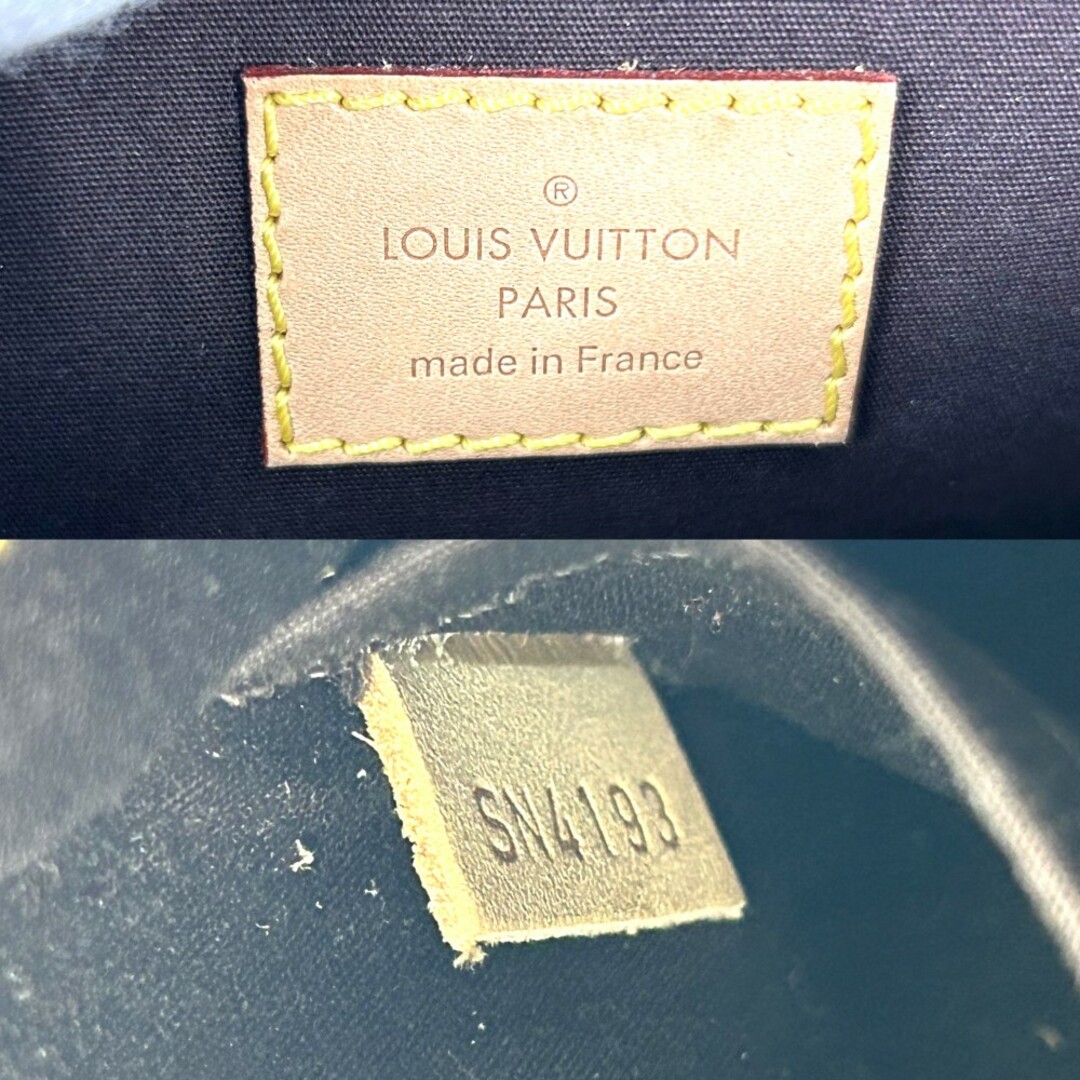 ®
LOUIS VUITTON
PARIS
made in France
SN4193